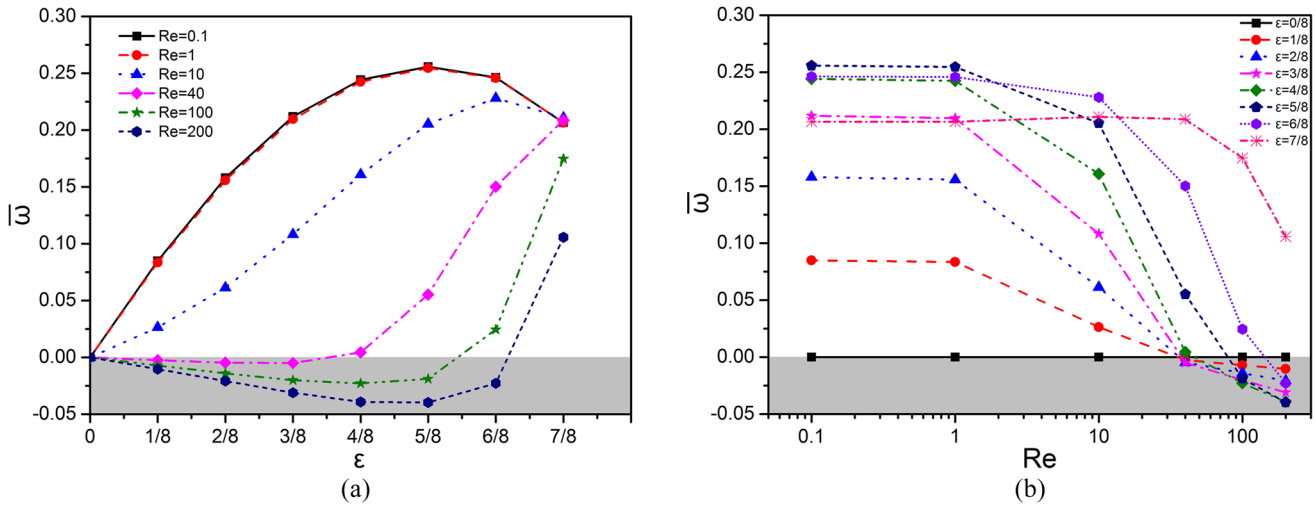 0.30
0.25
0.20
0.15
0.10
0.05
0.00
-0.05
ω̅
Re=0.1
Re=1
Re=10
Re=40
Re=100
Re=200
0 1/8 2/8 3/8 4/8 5/8 6/8 7/8
ε
(a)
0.30
0.25
0.20
0.15
0.10
0.05
0.00
-0.05
ω̅
ε=0/8
ε=1/8
ε=2/8
ε=3/8
ε=4/8
ε=5/8
ε=6/8
ε=7/8
0.1 1 10 100
Re
(b)